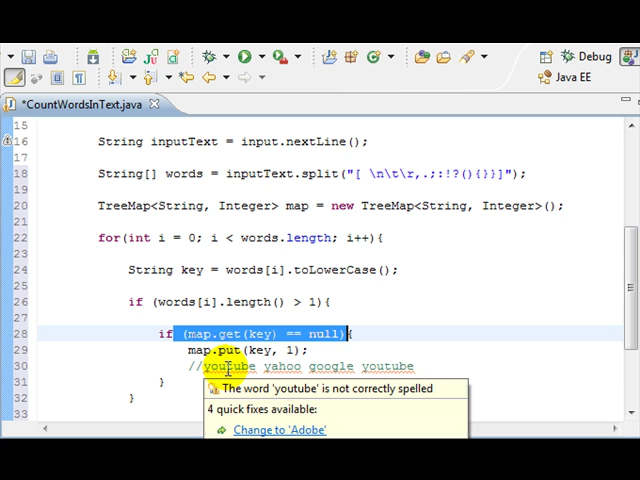 Debug
Java EE
*CountWordsInText.java
15
16 String inputText = input.nextLine();
17
18 String[] words = inputText.split("[ \n\t\r,.;:!?(){}}]");
19
20 TreeMap<String, Integer> map = new TreeMap<String, Integer>();
21
22 for(int i = 0; i < words.length; i++){
23
24 String key = words[i].toLowerCase();
25
26 if (words[i].length() > 1){
27
28 if (map.get(key) == null){
29 map.put(key, 1);
30 //youtube yahoo google youtube
31 }
32 }
The word 'youtube' is not correctly spelled
4 quick fixes available:
Change to 'Adobe'